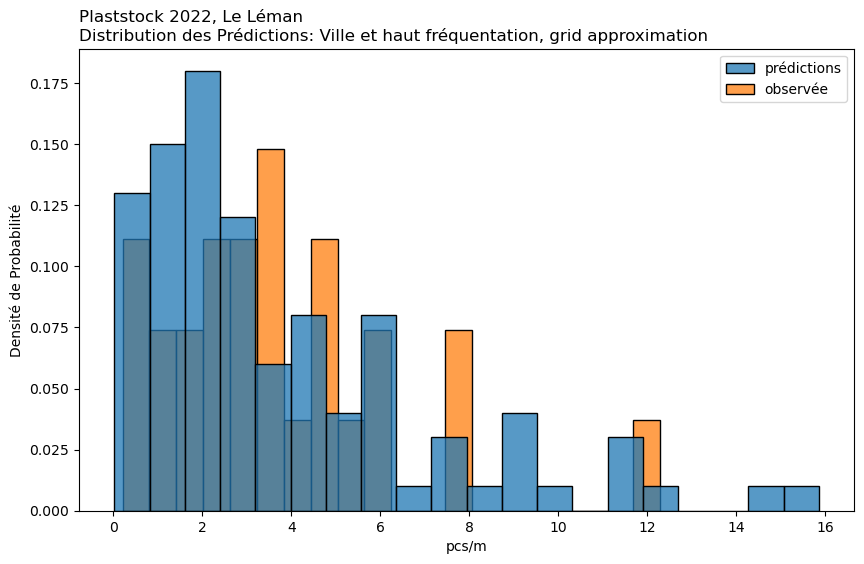 Plaststock 2022, Le Léman
Distribution des Prédictions: Ville et haut fréquentation, grid approximation
prédictions
observée
Densité de Probabilité
0.175
0.150
0.125
0.100
0.075
0.050
0.025
0.000
0 2 4 6 8 10 12 14 16
pcs/m